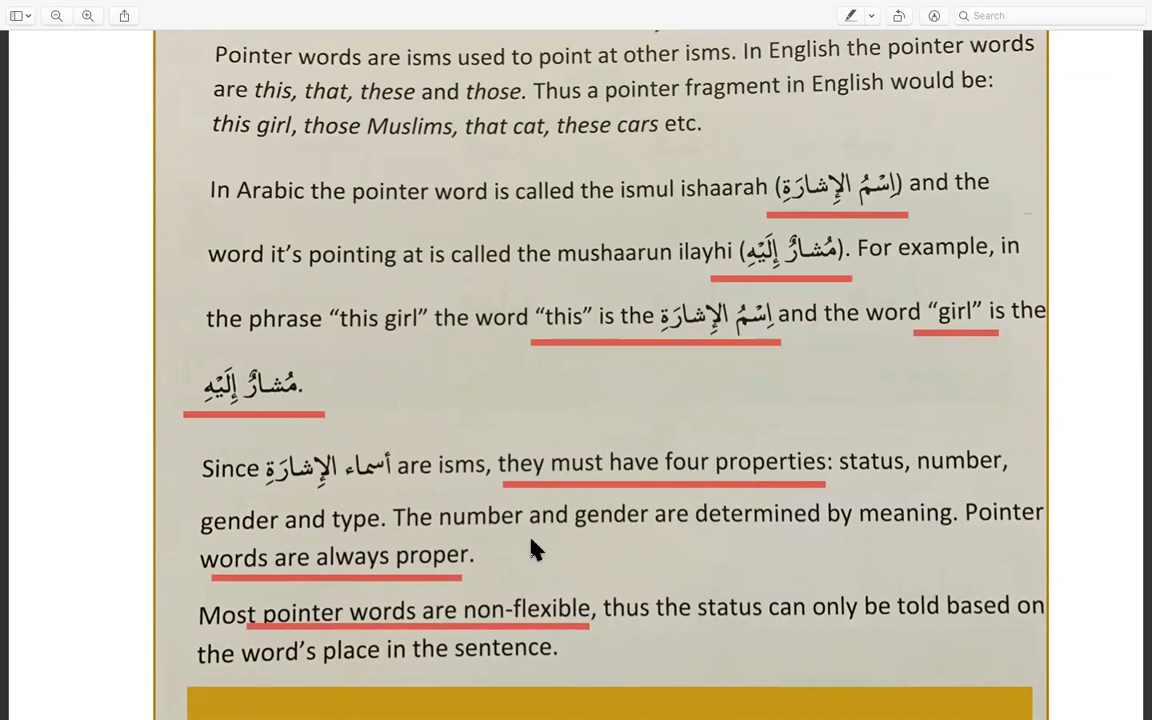 Search
Pointer words are isms used to point at other isms. In English the pointer words
are this, that, these and those. Thus a pointer fragment in English would be:
this girl, those Muslims, that cat, these cars etc.
In Arabic the pointer word is called the ismul ishaarah (اِسْمُ الإِشارَةِ) and the
word it’s pointing at is called the mushaarun ilayhi (مُشارٌ إِلَيْهِ). For example, in
the phrase “this girl” the word “this” is the اِسْمُ الإِشارَةِ and the word “girl” is the
مُشارٌ إِلَيْهِ.
Since أسماء الإِشارَةِ are isms, they must have four properties: status, number,
gender and type. The number and gender are determined by meaning. Pointer
words are always proper.
Most pointer words are non-flexible, thus the status can only be told based on
the word’s place in the sentence.